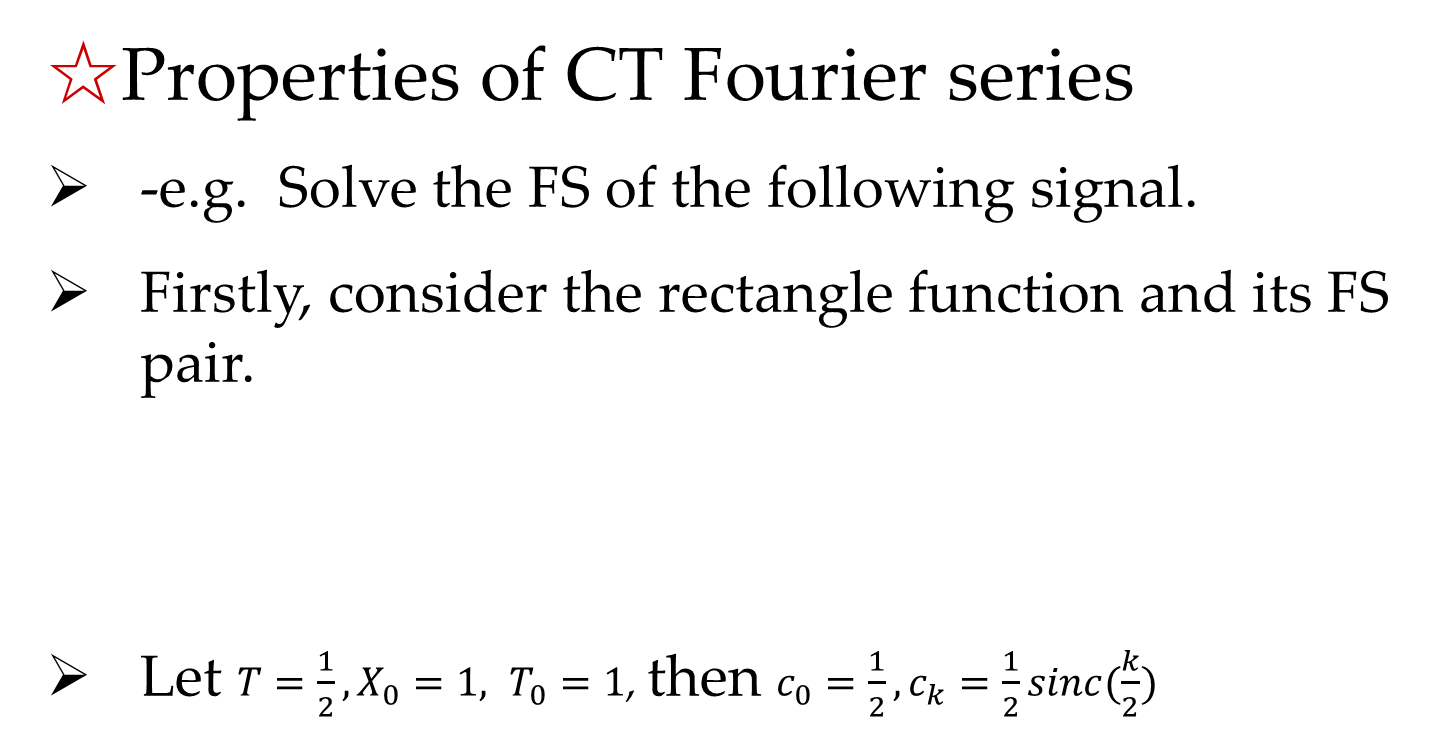 ☆Properties of CT Fourier series
➢ -e.g. Solve the FS of the following signal.
➢ Firstly, consider the rectangle function and its FS
pair.
➢ Let T = 1/2, X₀ = 1, T₀ = 1, then c₀ = 1/2, cₖ = 1/2 sinc(k/2)